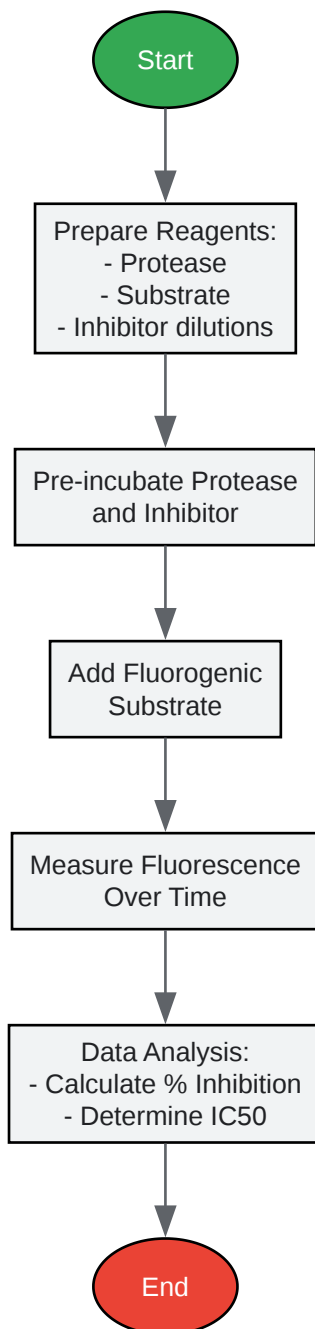 Start
Prepare Reagents:
- Protease
- Substrate
- Inhibitor dilutions
Pre-incubate Protease
and Inhibitor
Add Fluorogenic
Substrate
Measure Fluorescence
Over Time
Data Analysis:
- Calculate % Inhibition
- Determine IC50
End